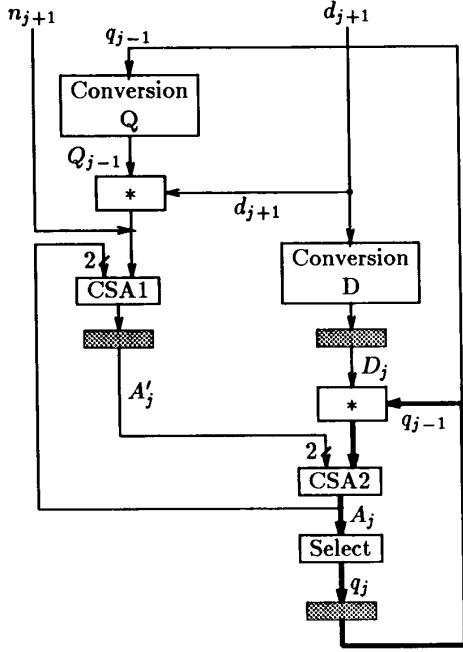 n_{j+1}
d_{j+1}
q_{j−1}
Conversion
Q
Q_{j−1}
*
d_{j+1}
Conversion
D
2
CSA1
D_j
A'_j
*
q_{j−1}
2
CSA2
A_j
Select
q_j